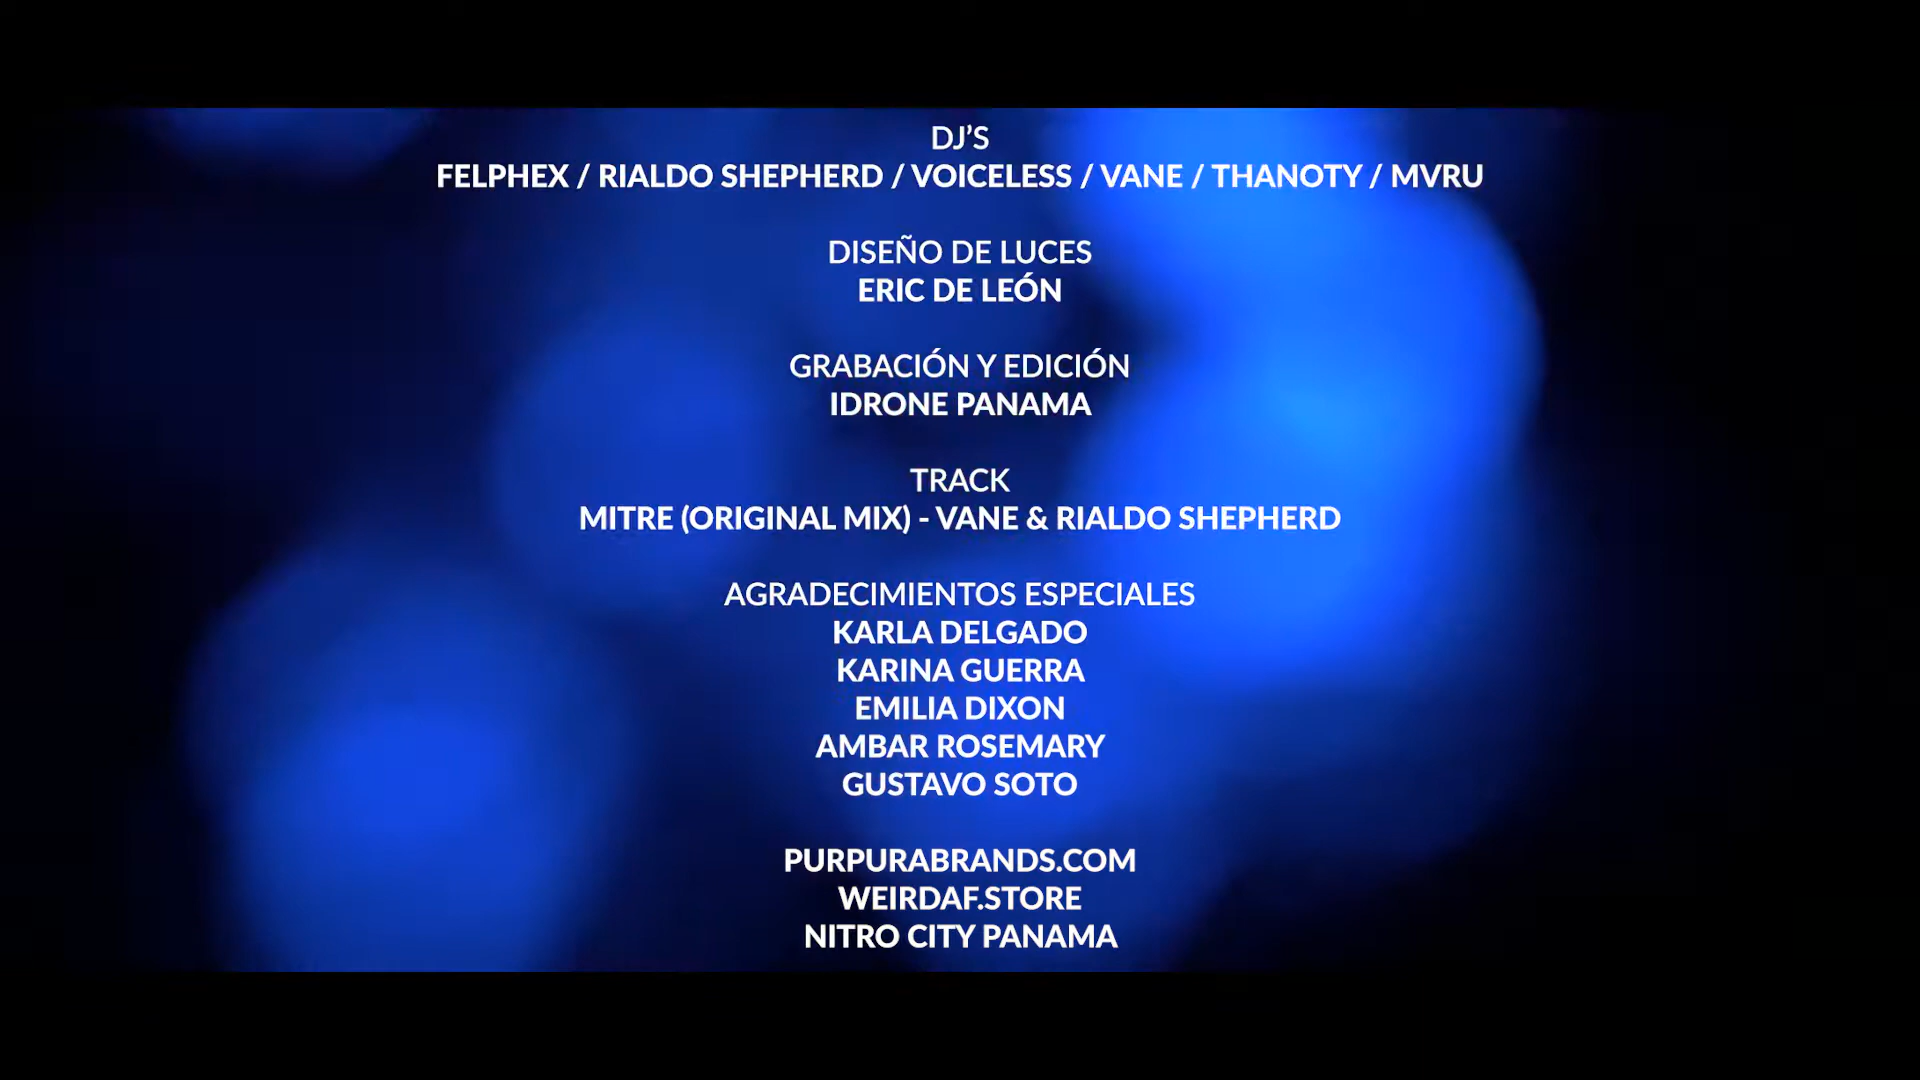 DJ’S
FELPHEX / RIALDO SHEPHERD / VOICELESS / VANE / THANOTY / MVRU
DISEÑO DE LUCES
ERIC DE LEÓN
GRABACIÓN Y EDICIÓN
IDRONE PANAMA
TRACK
MITRE (ORIGINAL MIX) - VANE & RIALDO SHEPHERD
AGRADECIMIENTOS ESPECIALES
KARLA DELGADO
KARINA GUERRA
EMILIA DIXON
AMBAR ROSEMARY
GUSTAVO SOTO
PURPURABRANDS.COM
WEIRDAF.STORE
NITRO CITY PANAMA